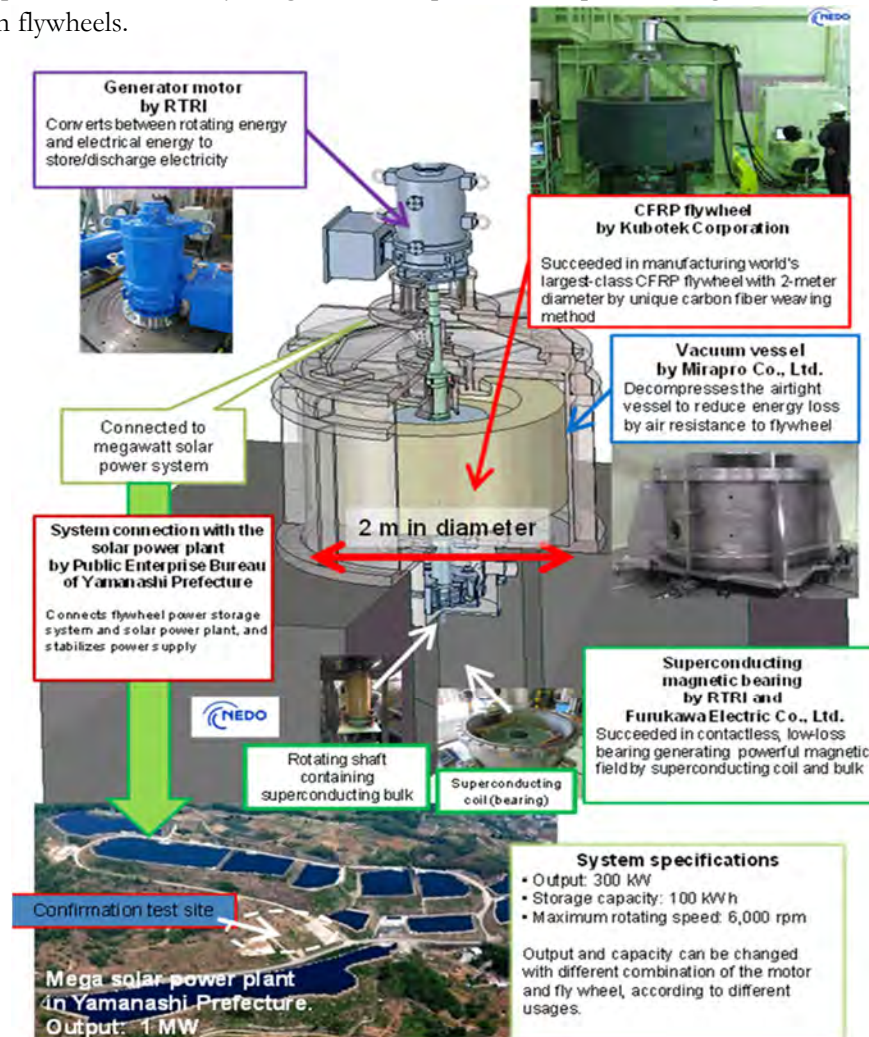 n flywheels.
NEDO
Generator motor
by RTRI
Converts between rotating energy
and electrical energy to
store/discharge electricity
CFRP flywheel
by Kubotek Corporation
Succeeded in manufacturing world's
largest-class CFRP flywheel with 2-meter
diameter by unique carbon fiber weaving
method
Vacuum vessel
by Mirapro Co., Ltd.
Decompresses the airtight
vessel to reduce energy loss
by air resistance to flywheel
Connected to
megawatt solar
power system
2 m in diameter
System connection with the
solar power plant
by Public Enterprise Bureau
of Yamanashi Prefecture
Connects flywheel power storage
system and solar power plant, and
stabilizes power supply
Superconducting
magnetic bearing
by RTRI and
Furukawa Electric Co., Ltd.
Succeeded in contactless, low-loss
bearing generating powerful magnetic
field by superconducting coil and bulk
NEDO
Rotating shaft
containing
superconducting bulk
Superconducting
coil (bearing)
Confirmation test site
Mega solar power plant
in Yamanashi Prefecture.
Output: 1 MW
System specifications
▪ Output: 300 kW
▪ Storage capacity: 100 kWh
▪ Maximum rotating speed: 6,000 rpm
Output and capacity can be changed
with different combination of the motor
and fly wheel, according to different
usages.